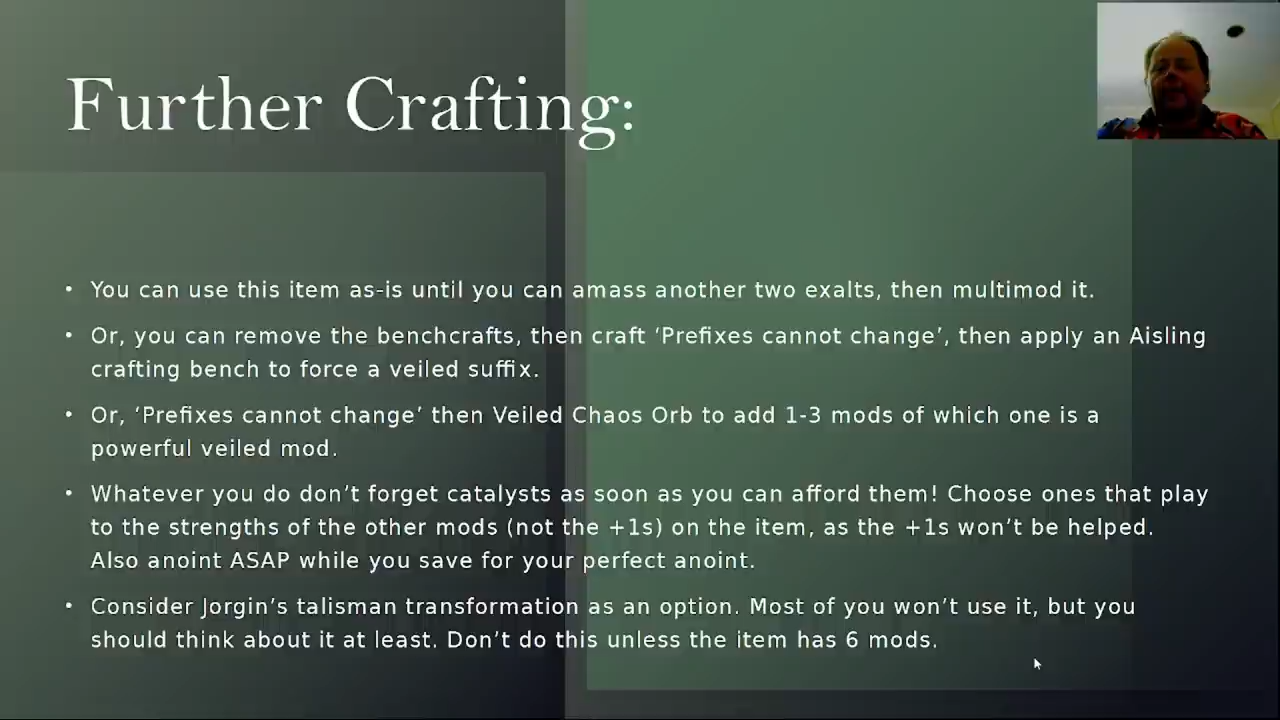 Further Crafting:
• You can use this item as-is until you can amass another two exalts, then multimod it.
• Or, you can remove the benchcrafts, then craft ‘Prefixes cannot change’, then apply an Aisling
crafting bench to force a veiled suffix.
• Or, ‘Prefixes cannot change’ then Veiled Chaos Orb to add 1-3 mods of which one is a
powerful veiled mod.
• Whatever you do don’t forget catalysts as soon as you can afford them! Choose ones that play
to the strengths of the other mods (not the +1s) on the item, as the +1s won’t be helped.
Also anoint ASAP while you save for your perfect anoint.
• Consider Jorgin’s talisman transformation as an option. Most of you won’t use it, but you
should think about it at least. Don’t do this unless the item has 6 mods.